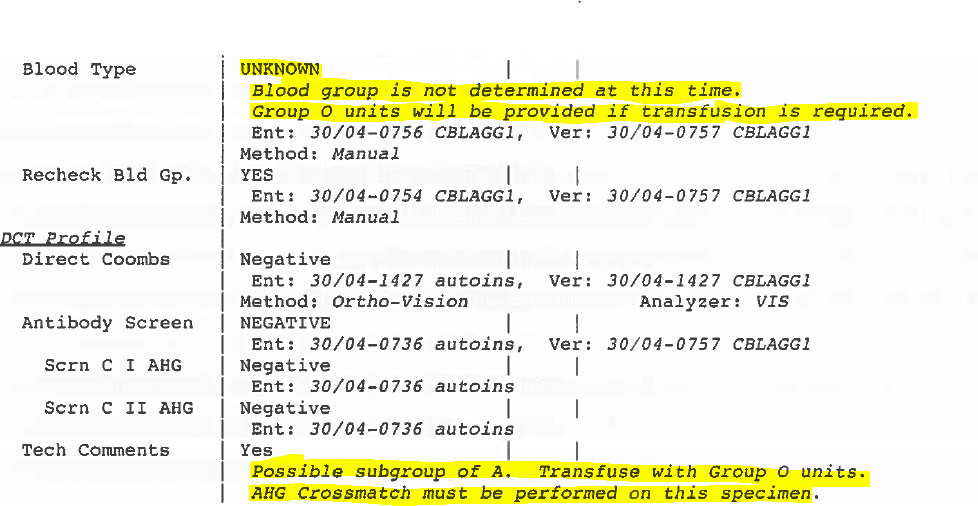 Blood Type | UNKNOWN | |
Blood group is not determined at this time.
Group O units will be provided if transfusion is required.
Ent: 30/04-0756 CBLAGG1, Ver: 30/04-0757 CBLAGG1
Method: Manual
Recheck Bld Gp. | YES | |
Ent: 30/04-0754 CBLAGG1, Ver: 30/04-0757 CBLAGG1
Method: Manual
DCT Profile
Direct Coombs | Negative | |
Ent: 30/04-1427 autoins, Ver: 30/04-1427 CBLAGG1
Method: Ortho-Vision Analyzer: VIS
Antibody Screen | NEGATIVE | |
Ent: 30/04-0736 autoins, Ver: 30/04-0757 CBLAGG1
Scrn C I AHG | Negative | |
Ent: 30/04-0736 autoins
Scrn C II AHG | Negative | |
Ent: 30/04-0736 autoins
Tech Comments | Yes | |
Possible subgroup of A. Transfuse with Group O units.
AHG Crossmatch must be performed on this specimen.